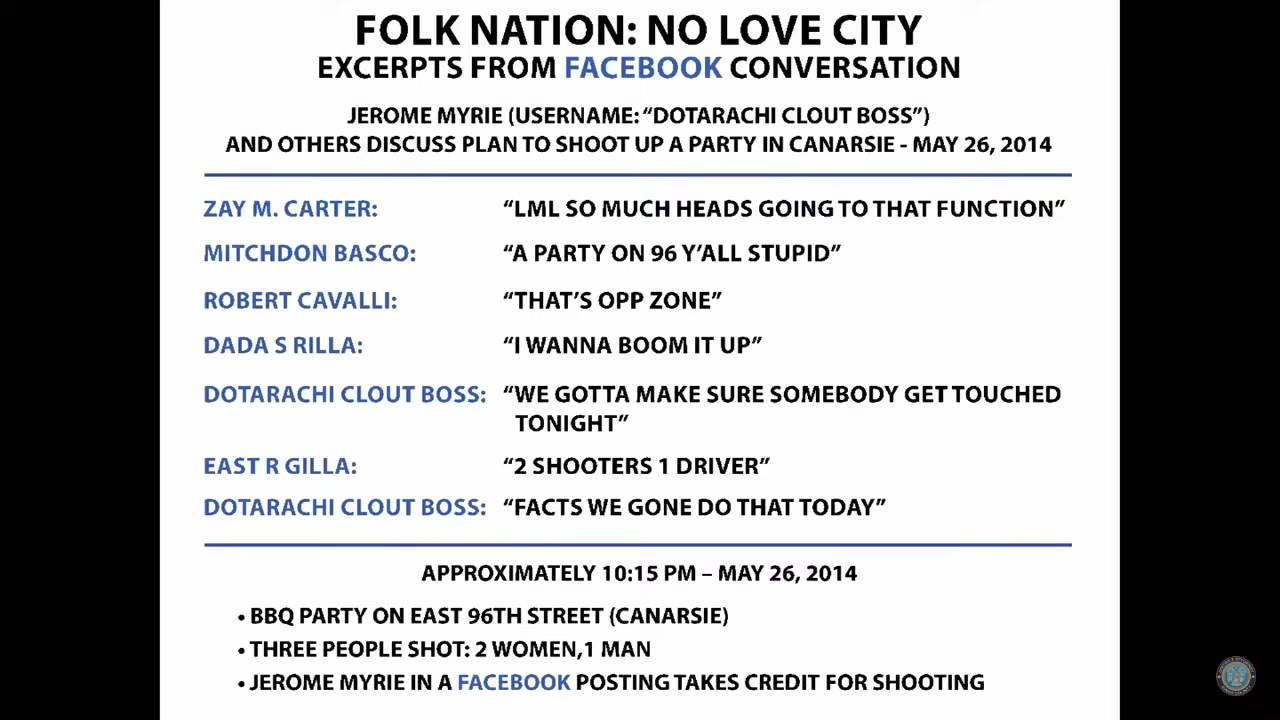 FOLK NATION: NO LOVE CITY
EXCERPTS FROM FACEBOOK CONVERSATION
JEROME MYRIE (USERNAME: “DOTARACHI CLOUT BOSS”)
AND OTHERS DISCUSS PLAN TO SHOOT UP A PARTY IN CANARSIE - MAY 26, 2014
ZAY M. CARTER: “LML SO MUCH HEADS GOING TO THAT FUNCTION”
MITCHDON BASCO: “A PARTY ON 96 Y’ALL STUPID”
ROBERT CAVALLI: “THAT’S OPP ZONE”
DADA S RILLA: “I WANNA BOOM IT UP”
DOTARACHI CLOUT BOSS: “WE GOTTA MAKE SURE SOMEBODY GET TOUCHED
TONIGHT”
EAST R GILLA: “2 SHOOTERS 1 DRIVER”
DOTARACHI CLOUT BOSS: “FACTS WE GONE DO THAT TODAY”
APPROXIMATELY 10:15 PM – MAY 26, 2014
• BBQ PARTY ON EAST 96TH STREET (CANARSIE)
• THREE PEOPLE SHOT: 2 WOMEN,1 MAN
• JEROME MYRIE IN A FACEBOOK POSTING TAKES CREDIT FOR SHOOTING